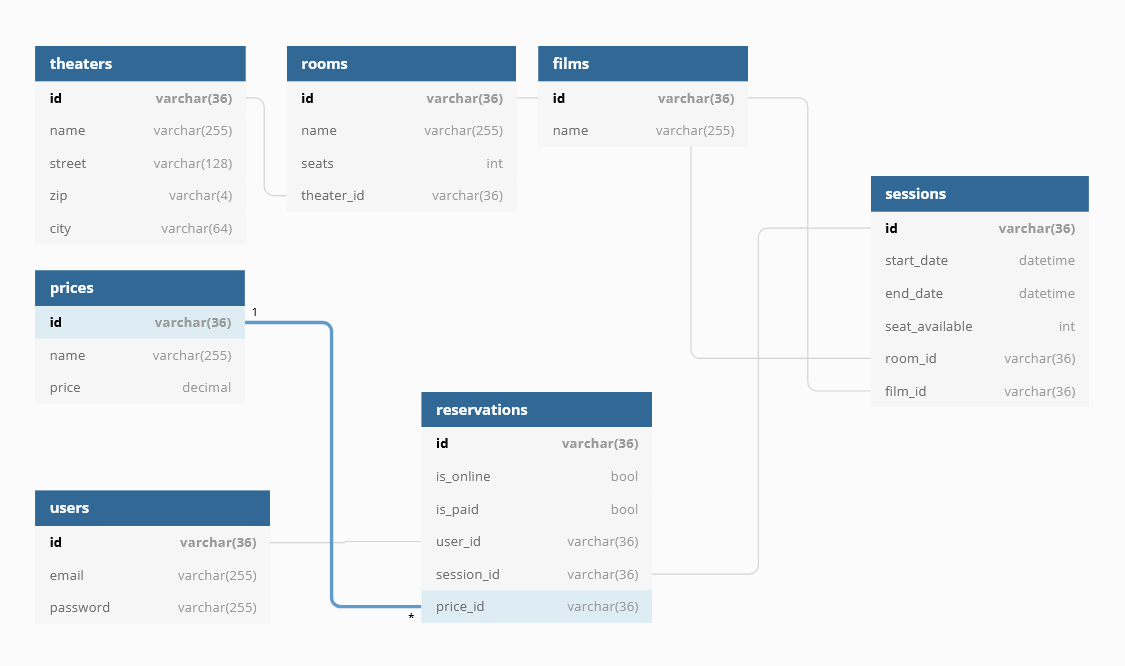 theaters
id varchar(36)
name varchar(255)
street varchar(128)
zip varchar(4)
city varchar(64)
rooms
id varchar(36)
name varchar(255)
seats int
theater_id varchar(36)
films
id varchar(36)
name varchar(255)
sessions
id varchar(36)
start_date datetime
end_date datetime
seat_available int
room_id varchar(36)
film_id varchar(36)
prices
id varchar(36)
name varchar(255)
price decimal
1
reservations
id varchar(36)
is_online bool
is_paid bool
user_id varchar(36)
session_id varchar(36)
price_id varchar(36)
*
users
id varchar(36)
email varchar(255)
password varchar(255)